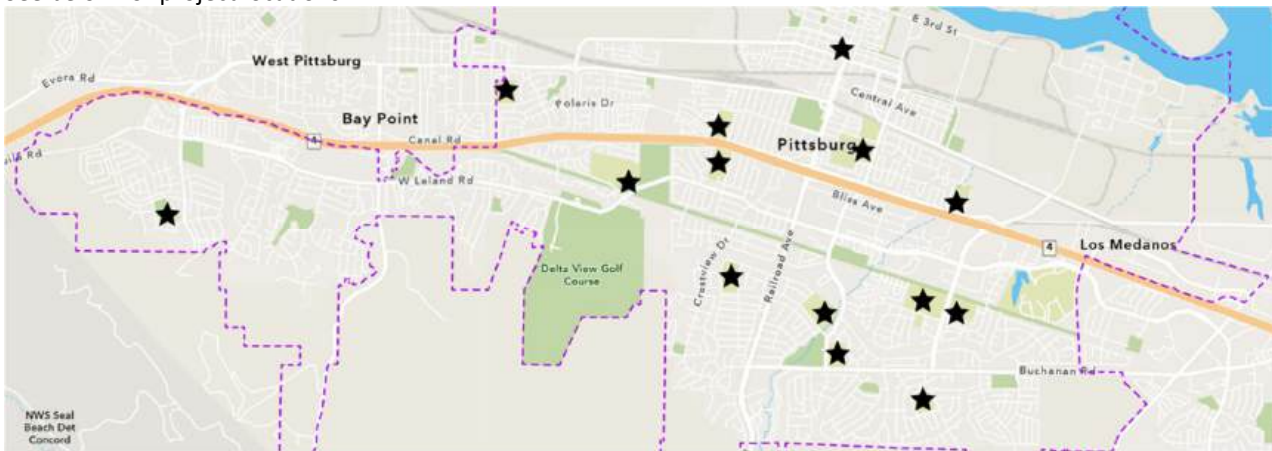 E 3rd St
West Pittsburg
Evora Rd
Polaris Dr
Central Ave
Bay Point
4
Canal Rd
Pittsburg
W Leland Rd
Bliss Ave
Los Medanos
4
Delta View Golf
Course
Crestview Dr
Railroad Ave
Buchanan Rd
NWS Seal
Beach Det
Concord